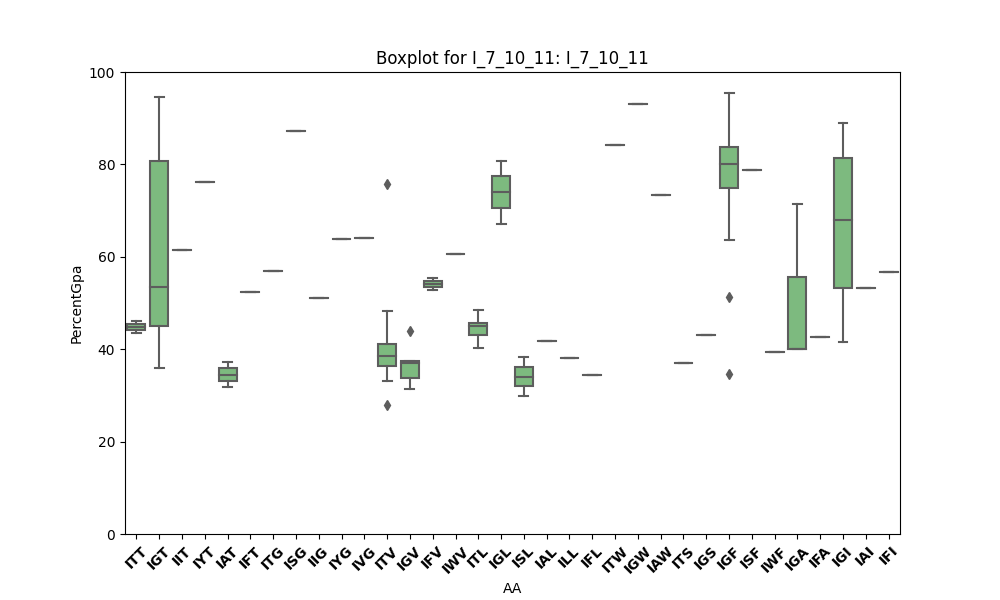 Boxplot for I_7_10_11: I_7_10_11
PercentGpa
100
80
60
40
20
0
ITT IGT IIT IYT IAT IFT ITG ISG IIG IYG IVG ITV IGV IFV IWV ITL IGL ISL IAL ILL IFL ITW IGW IAW ITS IGS IGF ISF IWF IGA IFA IGI IAI IFI
AA